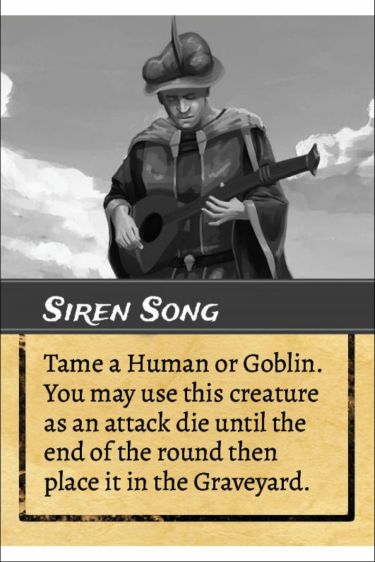 Siren Song
Tame a Human or Goblin.
You may use this creature
as an attack die until the
end of the round then
place it in the Graveyard.